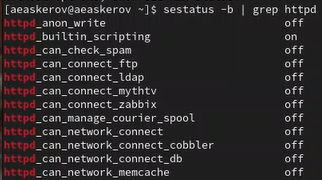 [aeaskerov@aeaskerov ~]$ sestatus -b | grep httpd
httpd_anon_write off
httpd_builtin_scripting on
httpd_can_check_spam off
httpd_can_connect_ftp off
httpd_can_connect_ldap off
httpd_can_connect_mythtv off
httpd_can_connect_zabbix off
httpd_can_manage_courier_spool off
httpd_can_network_connect off
httpd_can_network_connect_cobbler off
httpd_can_network_connect_db off
httpd_can_network_memcache off